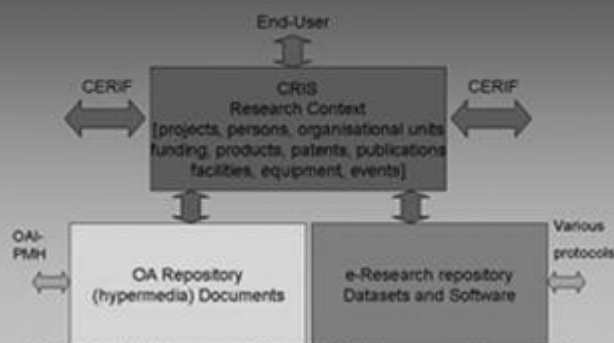 End-User
CERIF
CRIS
CERIF
Research Context
[projects, persons, organisational units
funding, products, patents, publications
facilities, equipment, events]
OAI-
PMH
Various
protocols
OA Repository
(hypermedia) Documents
e-Research repository
Datasets and Software